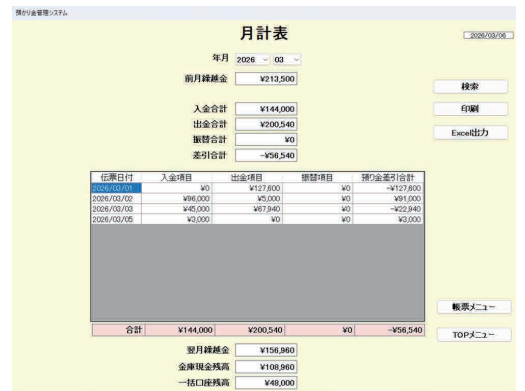 預かり金管理システム
月計表
2026/03/06
年月 2026 03
前月繰越金 ¥213,500
検索
入金合計 ¥144,000
印刷
出金合計 ¥200,540
Excel出力
振替合計 ¥0
差引合計 -¥56,540
伝票日付 入金項目 出金項目 振替項目 預り金差引合計
2026/03/01 ¥0 ¥127,600 ¥0 -¥127,600
2026/03/02 ¥96,000 ¥5,000 ¥0 ¥91,000
2026/03/03 ¥45,000 ¥67,940 ¥0 -¥22,940
2026/03/05 ¥3,000 ¥0 ¥0 ¥3,000
帳票メニュー
合計 ¥144,000 ¥200,540 ¥0 -¥56,540
TOPメニュー
翌月繰越金 ¥156,960
金庫現金残高 ¥108,960
一括口座残高 ¥48,000